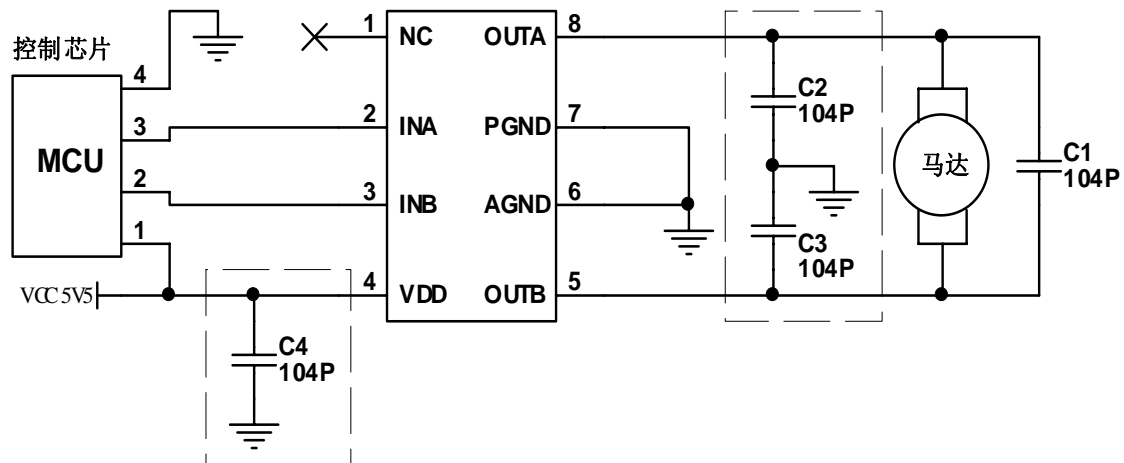 控制芯片
MCU
4
3
2
1
VCC 5V5
1 NC OUTA 8
2 INA PGND 7
3 INB AGND 6
4 VDD OUTB 5
C4
104P
C2
104P
C3
104P
马达
C1
104P